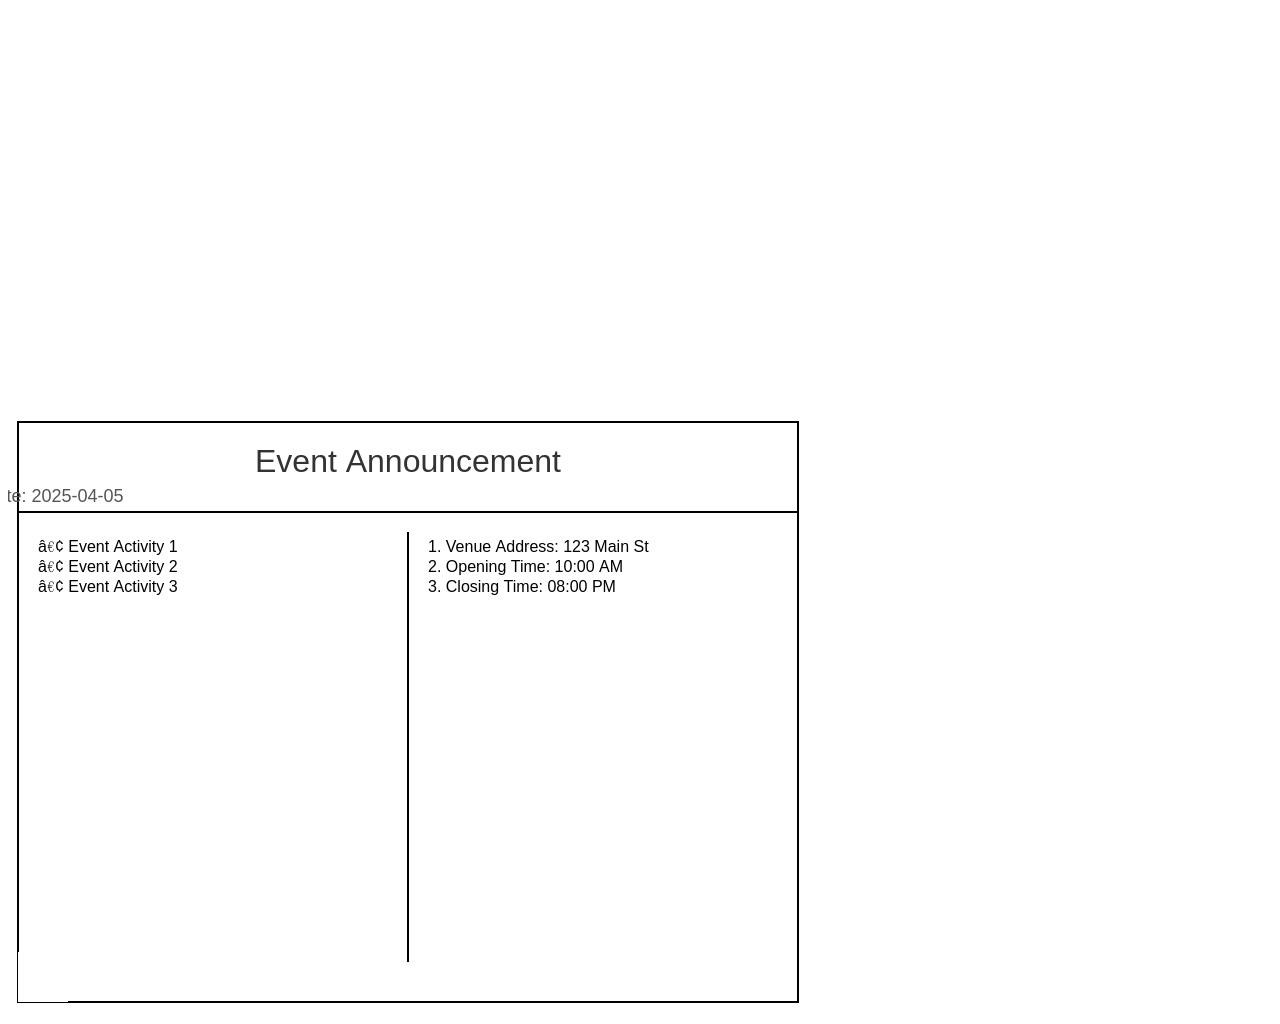 Event Announcement
te: 2025-04-05
â€¢ Event Activity 1
â€¢ Event Activity 2
â€¢ Event Activity 3
1. Venue Address: 123 Main St
2. Opening Time: 10:00 AM
3. Closing Time: 08:00 PM